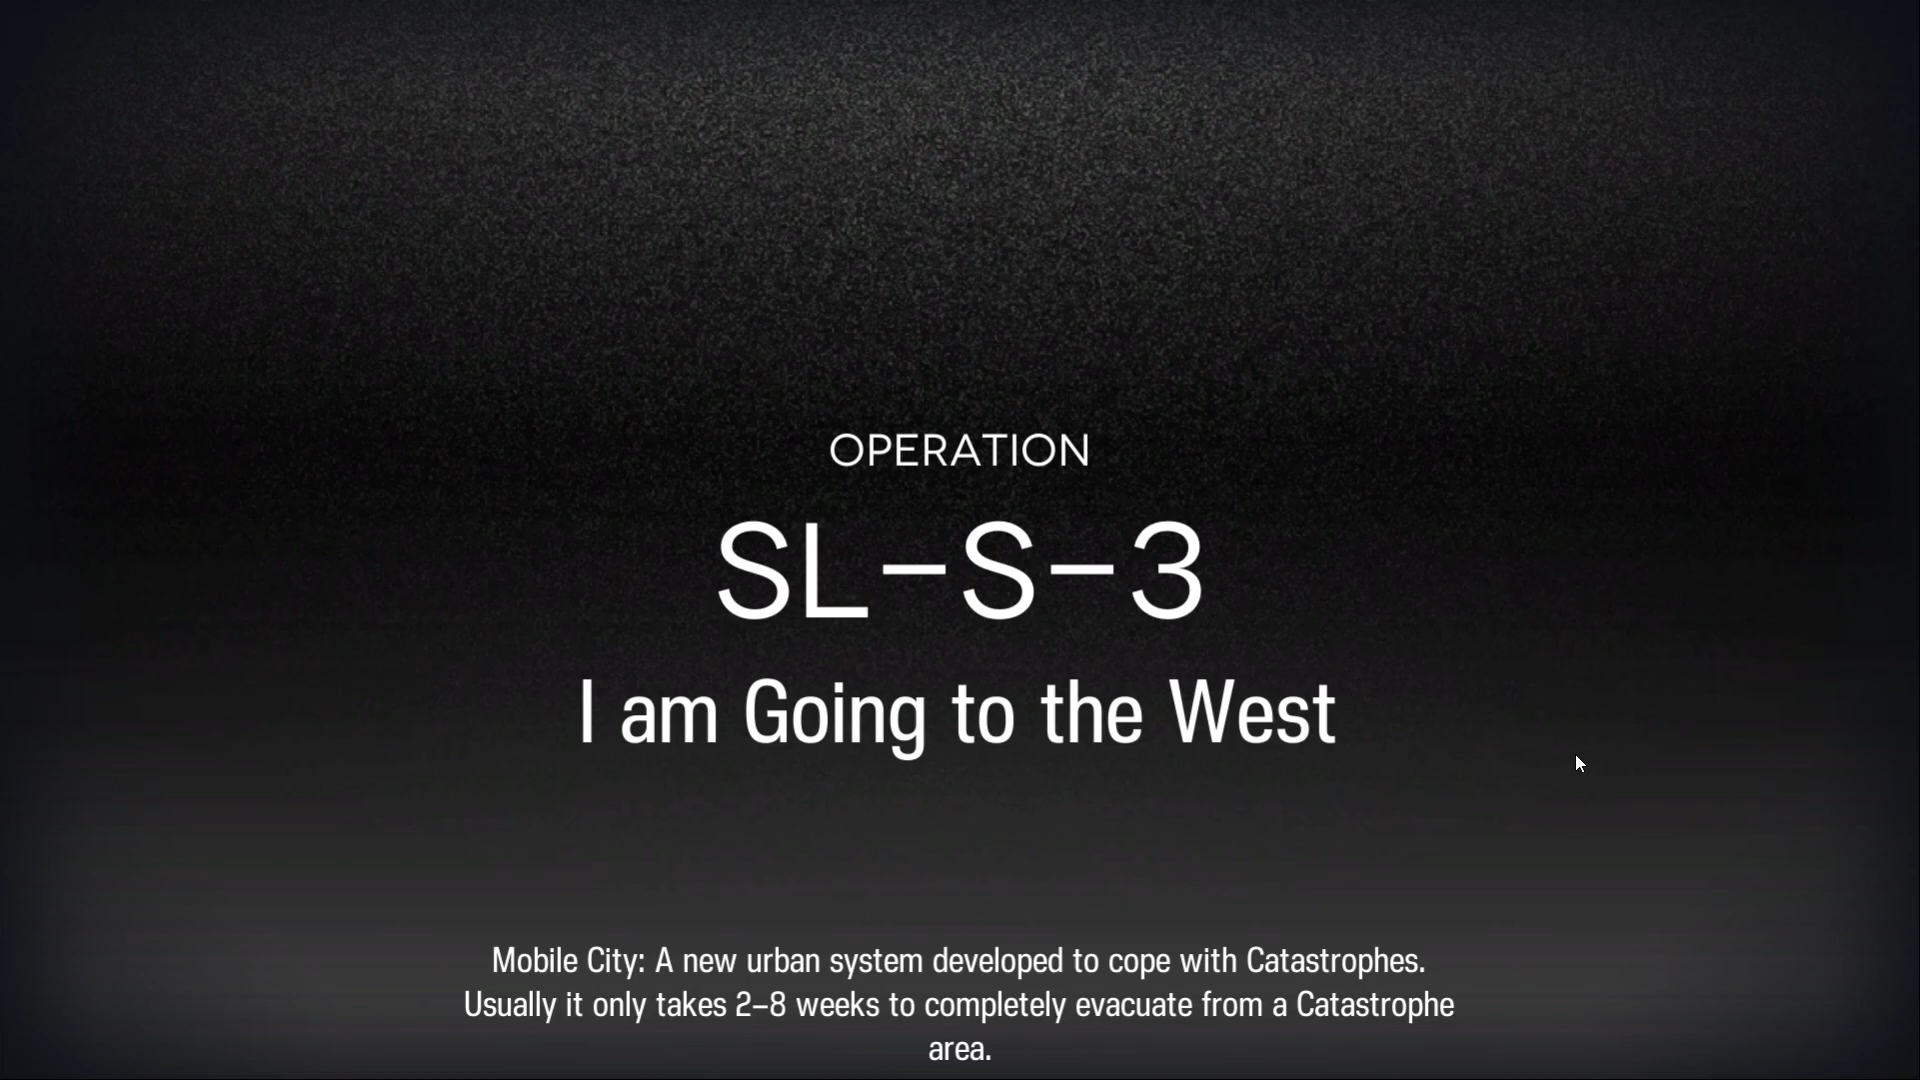 OPERATION
SL-S-3
I am Going to the West
Mobile City: A new urban system developed to cope with Catastrophes.
Usually it only takes 2–8 weeks to completely evacuate from a Catastrophe
area.